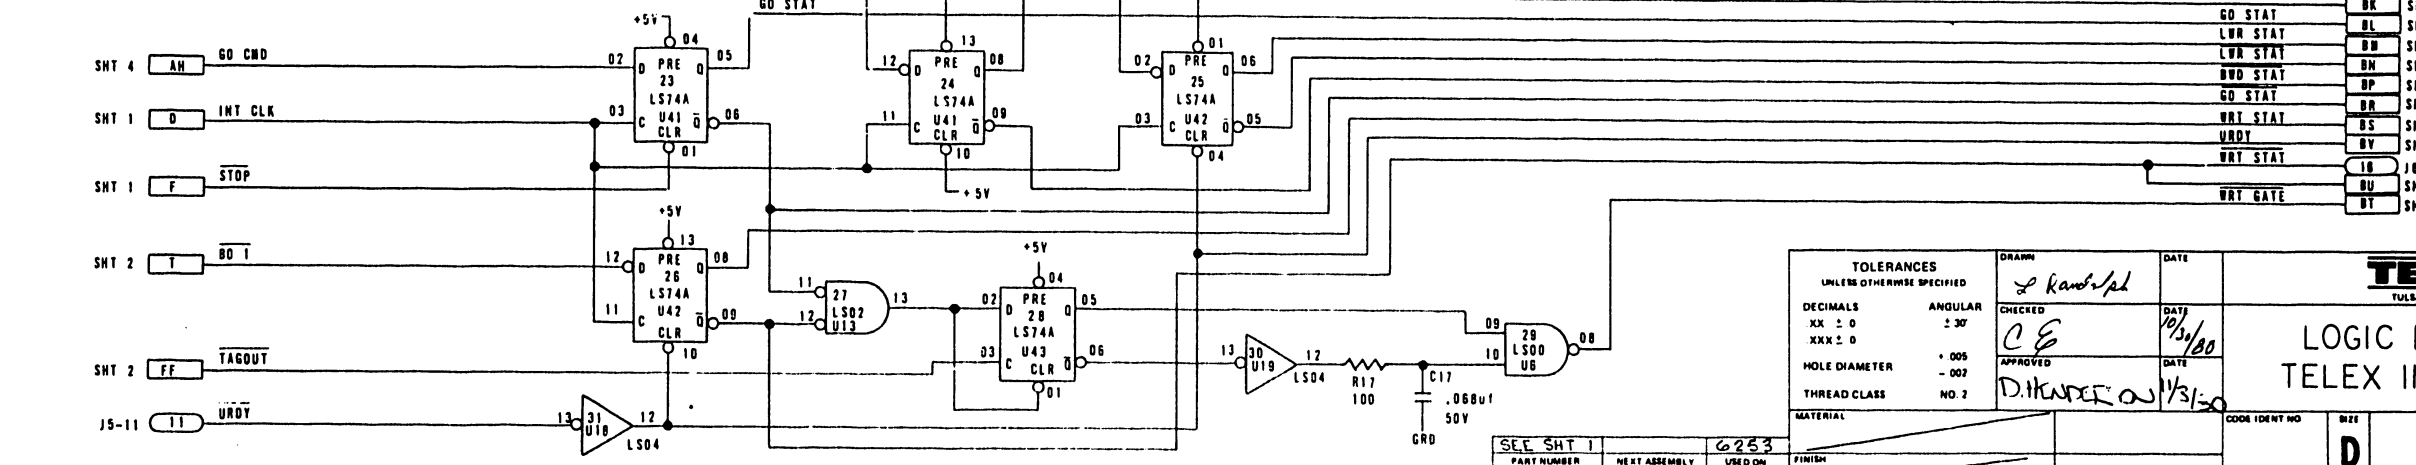 GO STAT
+5V
04
13
01
BK
GO STAT
BL
LWR STAT
BM
LWR STAT
BN
BWD STAT
BP
GO STAT
BR
WRT STAT
BS
URDY
BV
WRT STAT
16
BU
WRT GATE
BT
SHT 4
AH
GO CMD
02
D PRE Q
23
LS74A
U41
C CLR Q
05
06
01
SHT 1
D
INT CLK
03
SHT 1
F
STOP
12
D PRE Q
24
LS74A
U41
C CLR Q
08
11
09
10
+5V
02
D PRE Q
25
LS74A
U42
C CLR Q
06
03
05
04
+5V
13
SHT 2
T
BO 1
12
D PRE Q
26
LS74A
U42
C CLR Q
08
11
09
10
11
27
LS02
U13
12
13
+5V
04
02
D PRE Q
28
LS74A
U43
C CLR Q
05
03
06
01
SHT 2
FF
TAGOUT
J5-11
11
URDY
13
31
U18
12
LS04
13
30
U19
12
LS04
R17
100
C17
.068uf
50V
GRD
09
29
LS00
U6
10
08
TOLERANCES
UNLESS OTHERWISE SPECIFIED
DECIMALS ANGULAR
XX ± 0 ± 30'
XXX ± 0
HOLE DIAMETER + .005
- .002
THREAD CLASS NO. 2
MATERIAL
FINISH
DRAWN
DATE
CHECKED
C E
DATE
10/30/80
APPROVED
D. HENDERSON
DATE
TE
TULS
LOGIC
TELEX I
CODE IDENT NO
SIZE
D
SEE SHT 1
6253
PART NUMBER NEXT ASSEMBLY USED ON